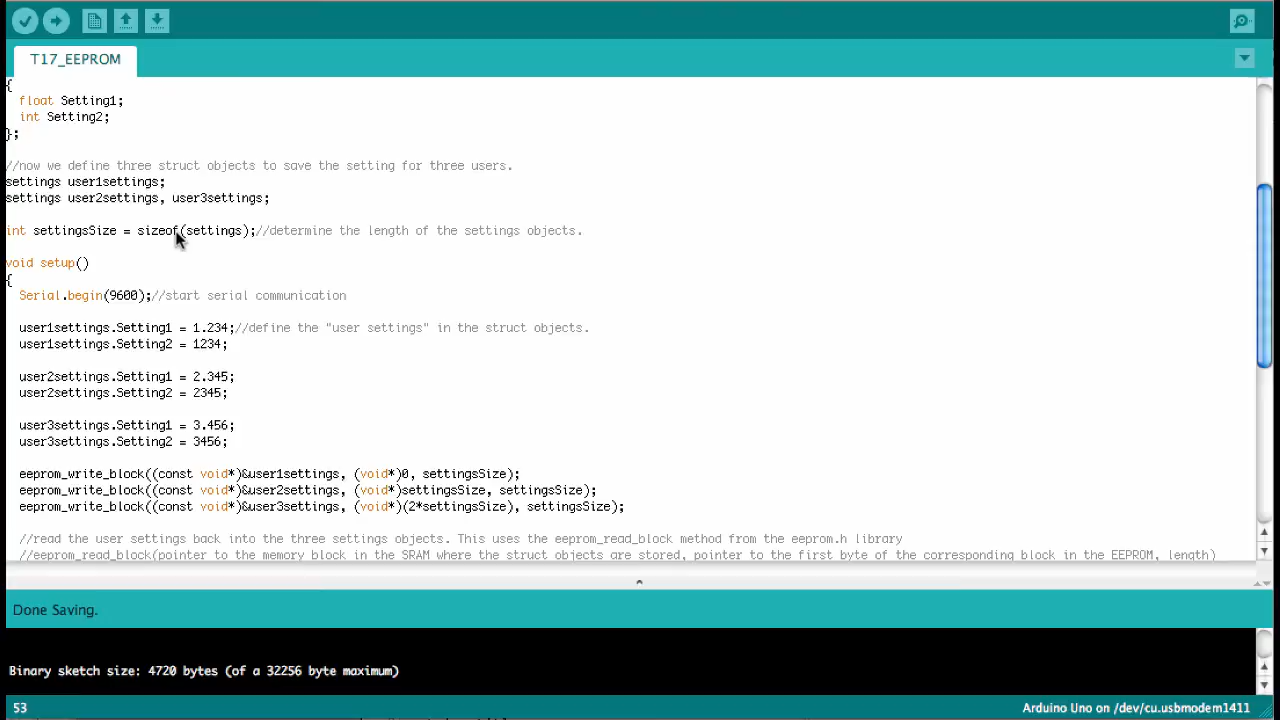 T17_EEPROM
{
float Setting1;
int Setting2;
};
//now we define three struct objects to save the setting for three users.
settings user1settings;
settings user2settings, user3settings;
int settingsSize = sizeof(settings);//determine the length of the settings objects.
void setup()
{
Serial.begin(9600);//start serial communication
user1settings.Setting1 = 1.234;//define the "user settings" in the struct objects.
user1settings.Setting2 = 1234;
user2settings.Setting1 = 2.345;
user2settings.Setting2 = 2345;
user3settings.Setting1 = 3.456;
user3settings.Setting2 = 3456;
eeprom_write_block((const void*)&user1settings, (void*)0, settingsSize);
eeprom_write_block((const void*)&user2settings, (void*)settingsSize, settingsSize);
eeprom_write_block((const void*)&user3settings, (void*)(2*settingsSize), settingsSize);
//read the user settings back into the three settings objects. This uses the eeprom_read_block method from the eeprom.h library
//eeprom_read_block(pointer to the memory block in the SRAM where the struct objects are stored, pointer to the first byte of the corresponding block in the EEPROM, length)
Done Saving.
Binary sketch size: 4720 bytes (of a 32256 byte maximum)
53
Arduino Uno on /dev/cu.usbmodem1411